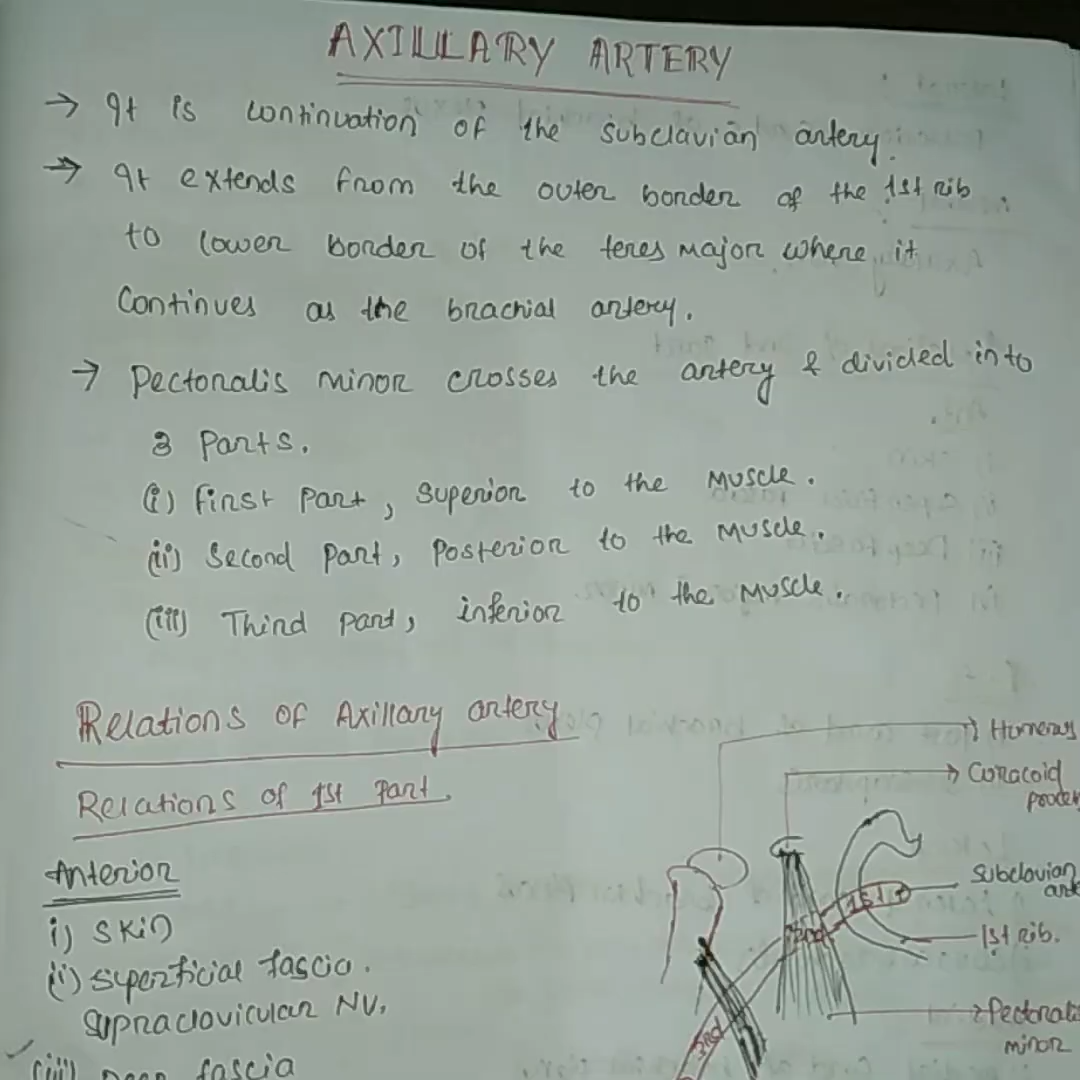 AXILLARY ARTERY
→ It is continuation of the subclavian artery.
→ It extends from the outer border of the 1st rib
to lower border of the teres major where it
Continues as the brachial artery.
→ Pectoralis minor crosses the artery & divided into
3 Parts.
(i) First Part, Superior to the Muscle.
(ii) Second Part, Posterior to the Muscle.
(iii) Third Part, inferior to the Muscle.
Relations of Axillary artery
Relations of 1st Part.
Anterior
i) Skin
(ii) Superficial fascia.
Supraclavicular NV.
(iii) Deep fascia
Humerus
Coracoid
Subclavian
1st rib.
minor
1st
2nd
3rd